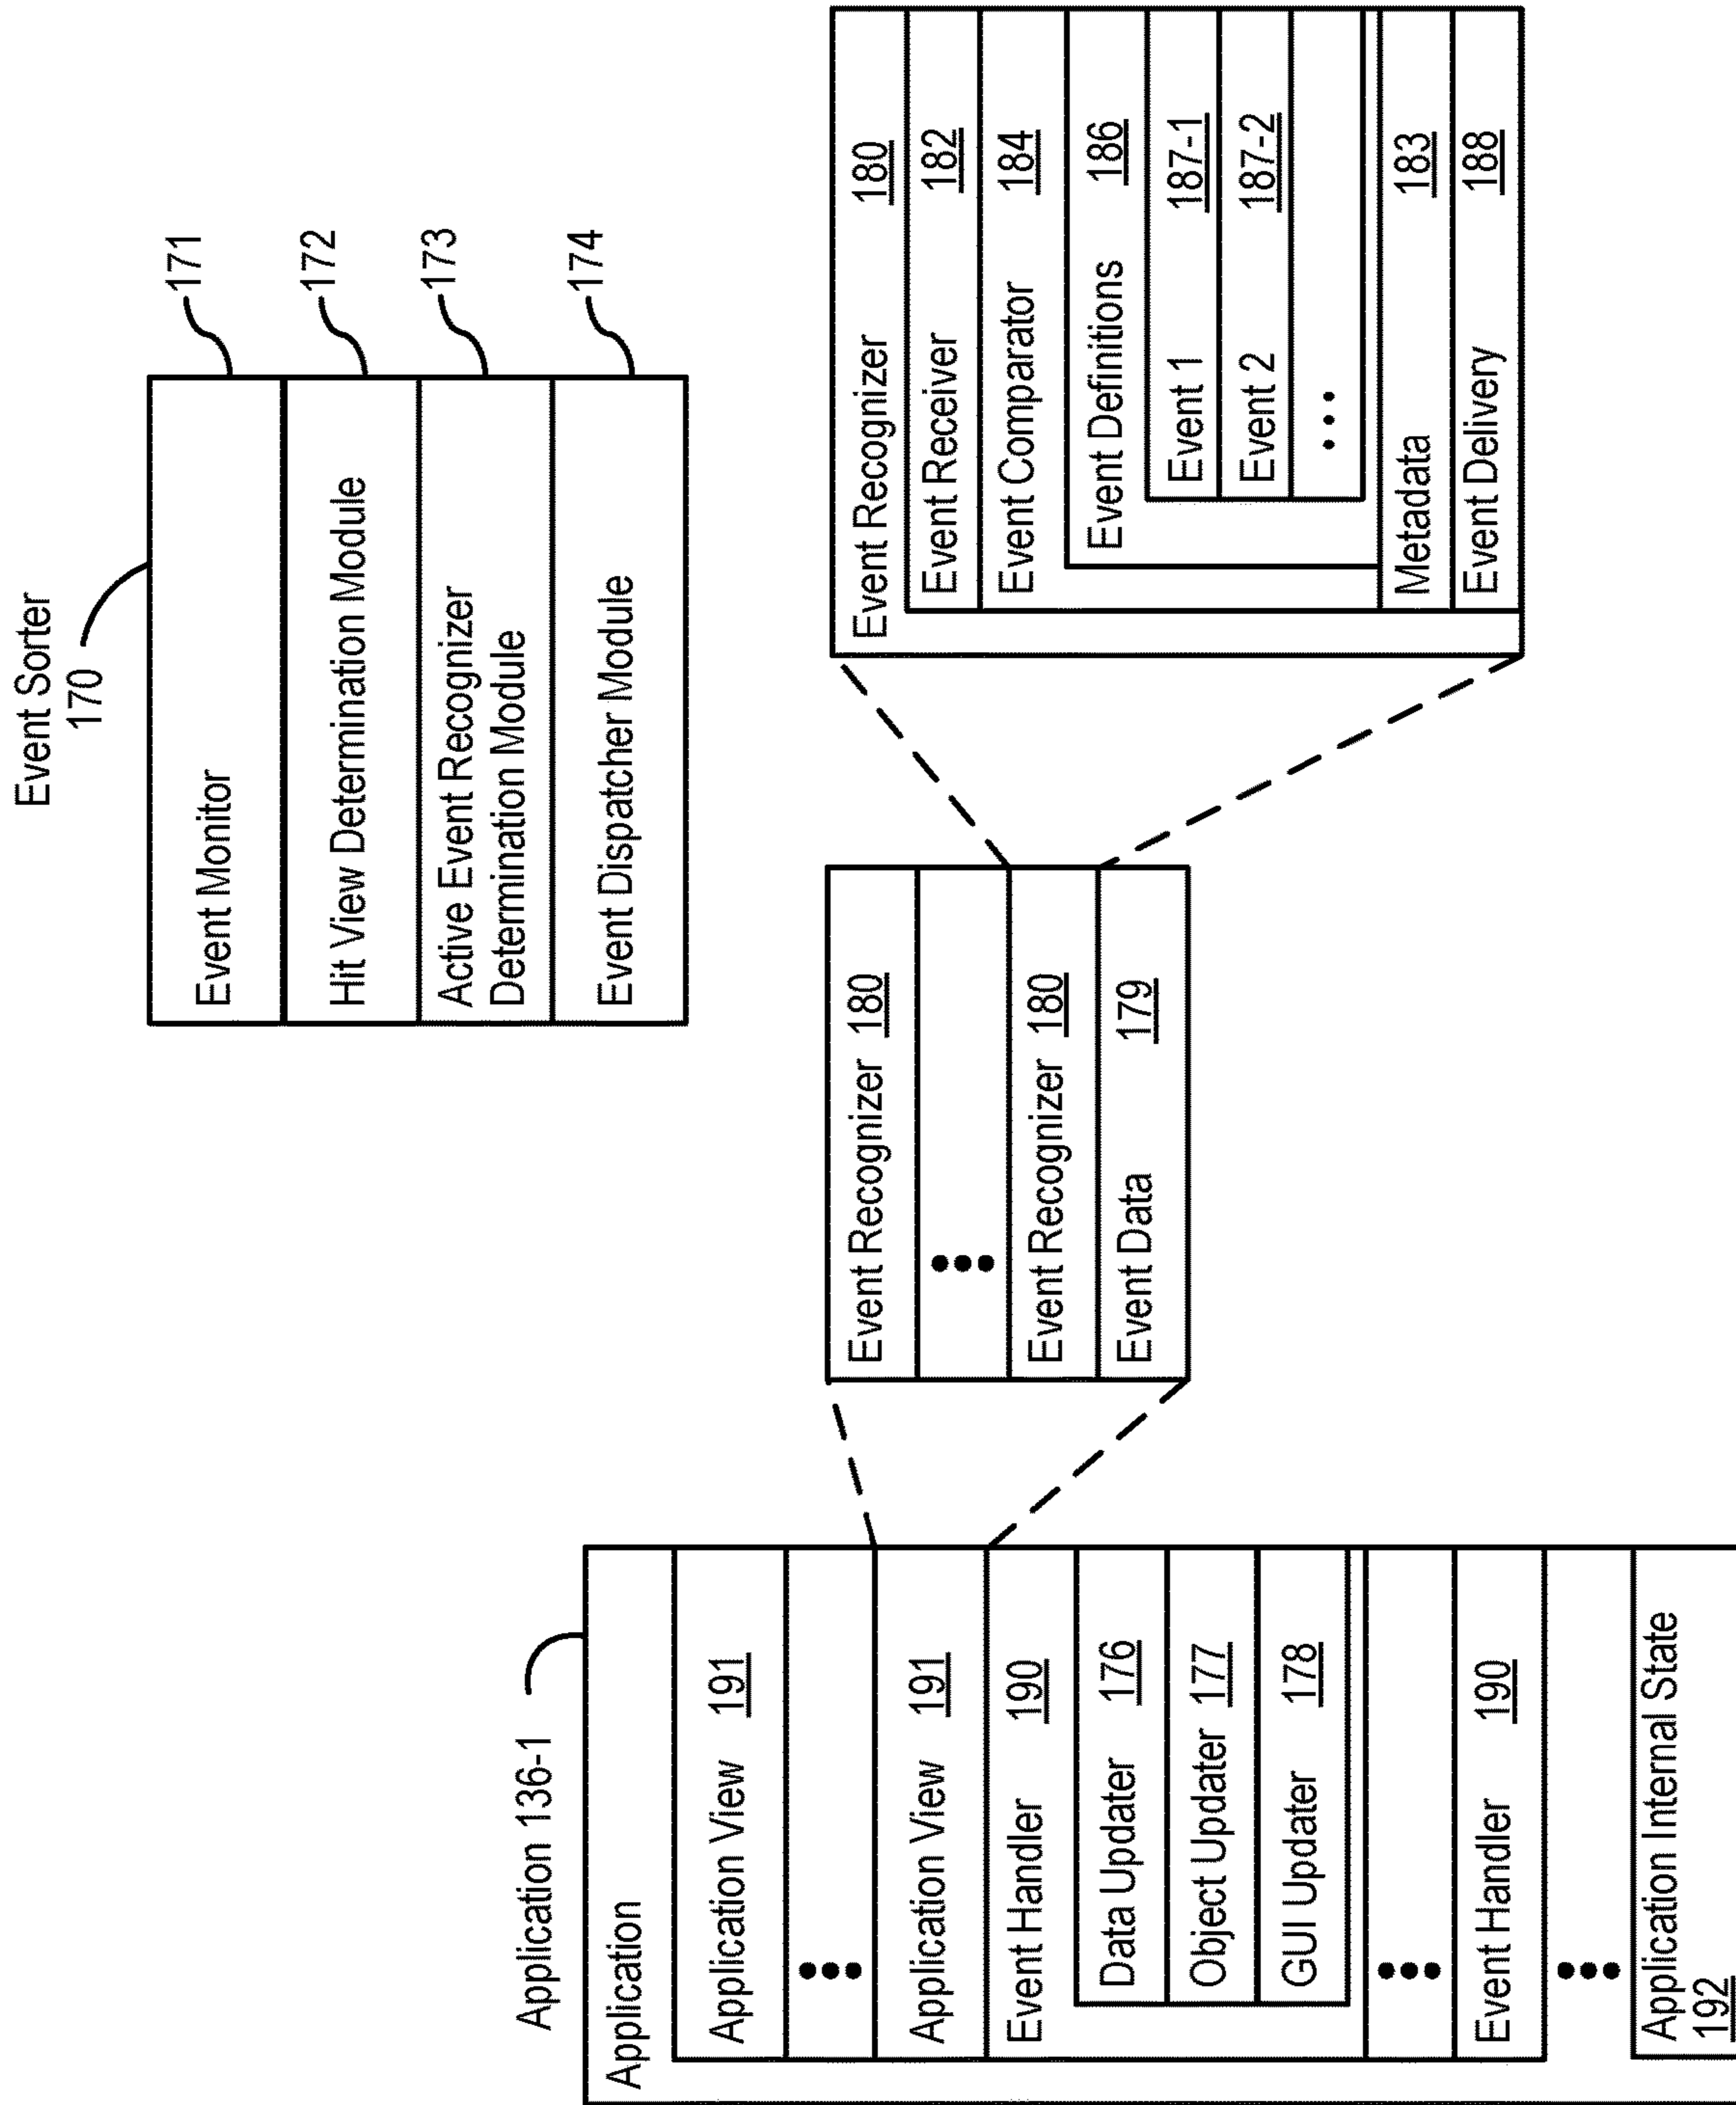 Event Sorter
170
Event Monitor
171
Hit View Determination Module
172
Active Event Recognizer
Determination Module
173
Event Dispatcher Module
174
Application 136-1
Application
Application View 191
•••
Application View 191
Event Handler 190
Data Updater 176
Object Updater 177
GUI Updater 178
•••
Event Handler 190
•••
Application Internal State
192
Event Recognizer 180
•••
Event Recognizer 180
Event Data 179
Event Recognizer 180
Event Receiver 182
Event Comparator 184
Event Definitions 186
Event 1 187-1
Event 2 187-2
•••
Metadata 183
Event Delivery 188